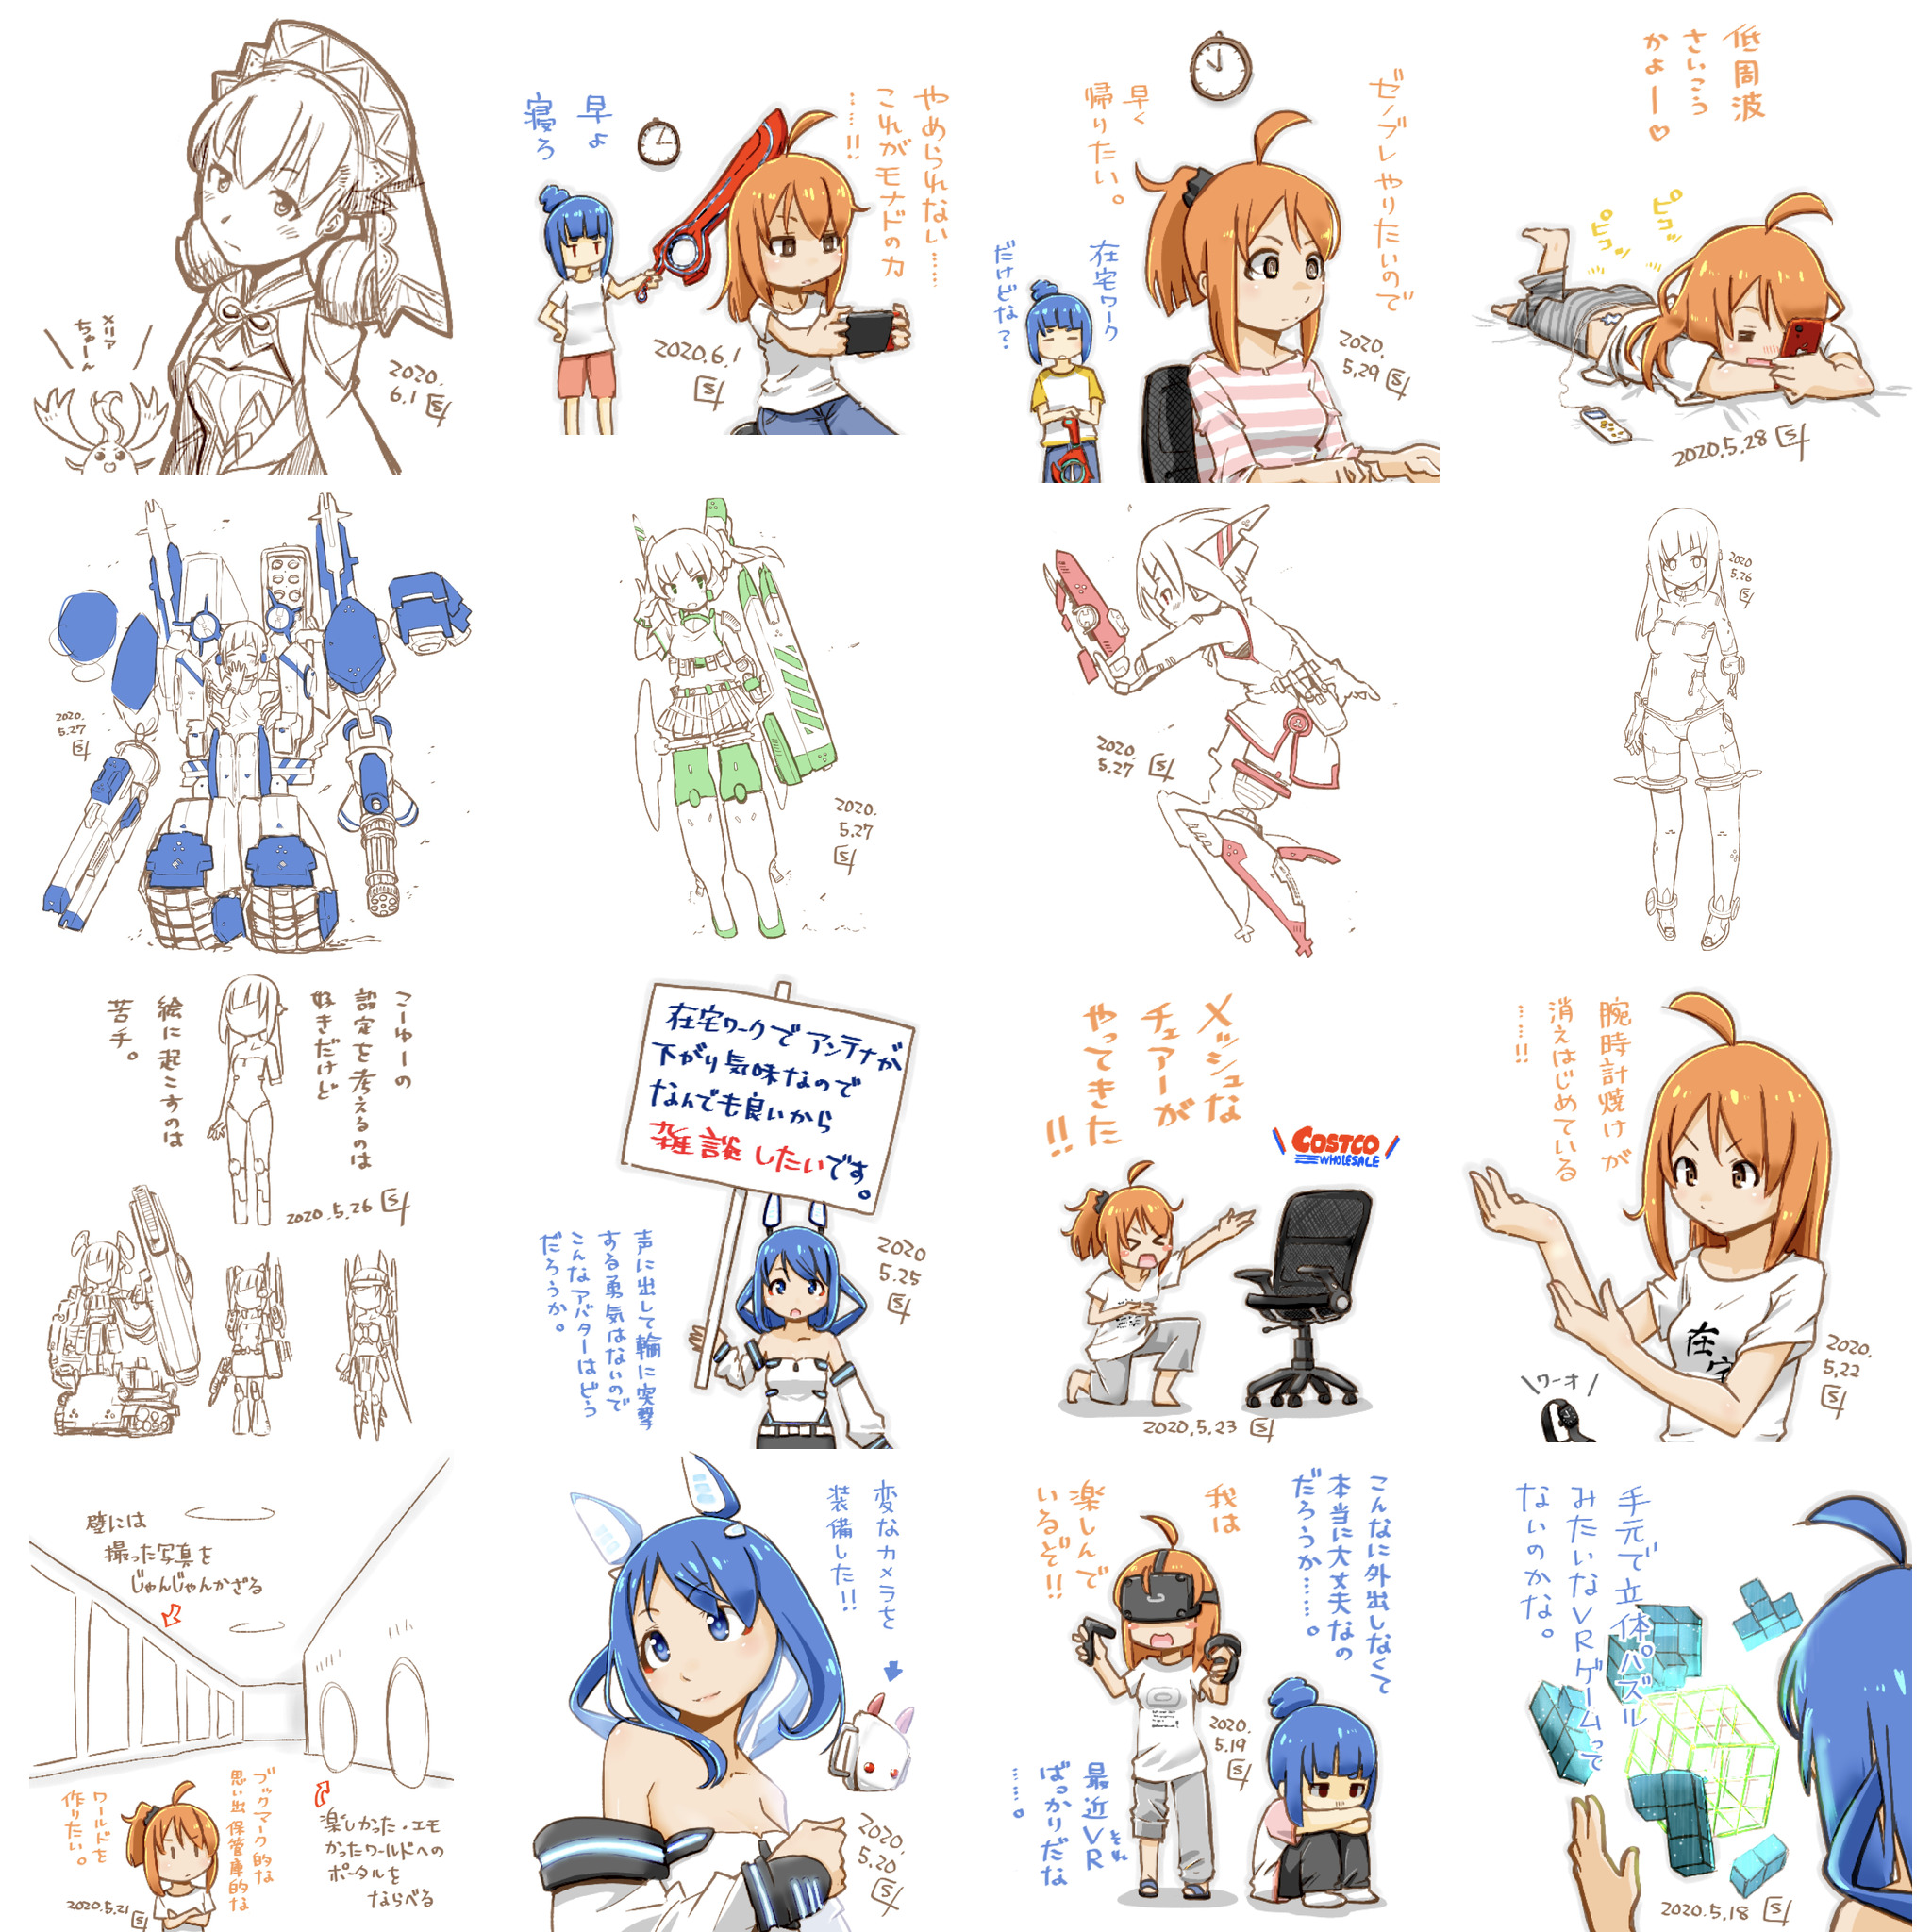 メリア
ちゅーん
2020.
6.1
やめられない……
これがモナドの力
……!!
早よ
寝ろ
2020.6.1
ゼノブレやりたいので
早く
帰りたい。
在宅ワーク
だけどな?
2020.
5.29
低周波
さいこう
かよー♡
ピコッ
ピコッ
2020.5.28
2020.
5.27
2020.
5.27
2020.
5.27
2020
5.26
こーゆーの
設定を考えるのは
好きだけど
絵に起こすのは
苦手。
2020.5.26
在宅ワークでアンテナが
下がり気味なので
なんでも良いから
雑談したいです。
声に出して輪に突撃
する勇気はないので
こんなアバターはどう
だろうか。
2020
5.25
メッシュな
チェアーが
やってきた
!!
COSTCO
WHOLESALE
2020.5.23
腕時計焼けが
消えはじめている
……!!
在宅
ワーオ
2020.
5.22
壁には
撮った写真を
じゃんじゃんかざる
ブックマーク的な
思い出保管庫的な
ワールドを
作りたい。
楽しかった・エモ
かったワールドへの
ポータルを
ならべる
2020.5.21
変なカメラを
装備した!!
2020.
5.20
こんなに外出しなくて
本当に大丈夫なの
だろうか……。
我は
楽しんで
いるぞ!!
最近VR
それ
ばっかりだな
……。
2020.
5.19
手元で立体パズル
みたいなVRゲームって
ないのかな。
2020.5.18